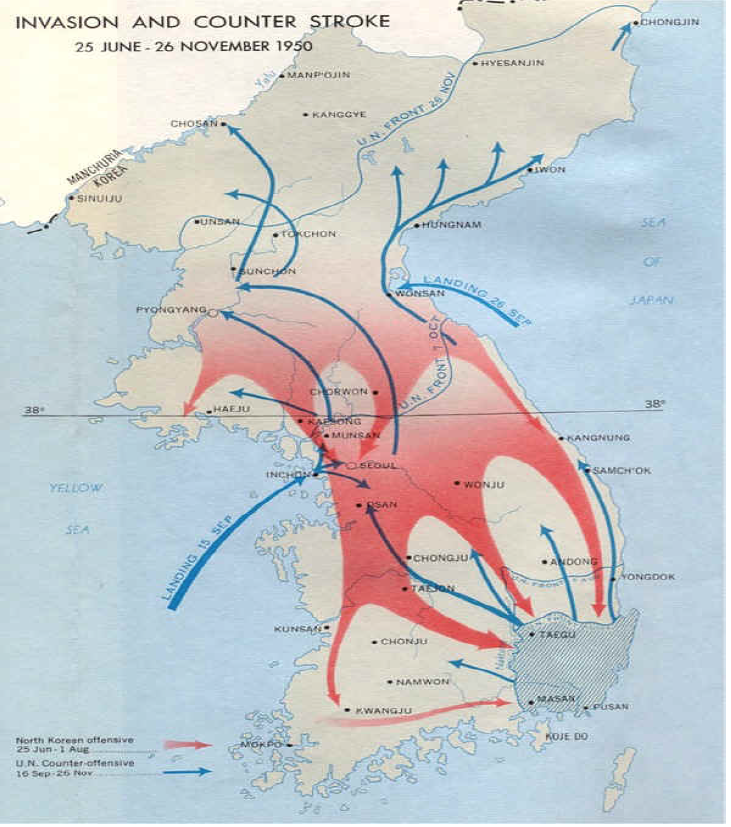 INVASION AND COUNTER STROKE
25 JUNE - 26 NOVEMBER 1950
CHONGJIN
HYESANJIN
Yalu
MANP'OJIN
KANGGYE
U.N. FRONT 26 NOV
CHOSAN
MANCHURIA
KOREA
IWON
SINUIJU
UNSAN
TOKCHON
HUNGNAM
SEA
OF
JAPAN
SUNCHON
LANDING 26 SEP
WONSAN
PYONGYANG
U.N. FRONT 7 OCT
CHORWON
38°
38°
HAEJU
KAESONG
MUNSAN
KANGNUNG
SEOUL
INCHON
SAMCH'OK
YELLOW
SEA
WONJU
OSAN
LANDING 15 SEP
CHONGJU
ANDONG
U.N. FRONT 1 AUG
YONGDOK
TAEJON
KUNSAN
TAEGU
CHONJU
NAMWON
MASAN
PUSAN
KWANGJU
KOJE DO
MOKPO
North Korean offensive
25 Jun - 1 Aug
U.N. Counter-offensive
16 Sep-26 Nov